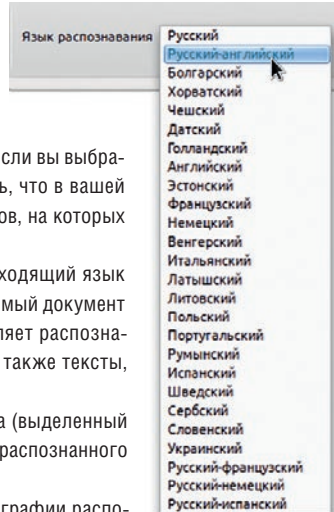 Язык распознавания
Русский
Русский-английский
Болгарский
Хорватский
Чешский
Датский
Голландский
Английский
Эстонский
Французский
Немецкий
Венгерский
Итальянский
Латышский
Литовский
Польский
Португальский
Румынский
Испанский
Шведский
Сербский
Словенский
Украинский
Русский-французский
Русский-немецкий
Русский-испанский
сли вы выбра-
ь, что в вашей
ов, на которых
ходящий язык
мый документ
ляет распозна-
также тексты,
а (выделенный
распознанного
графии распо-